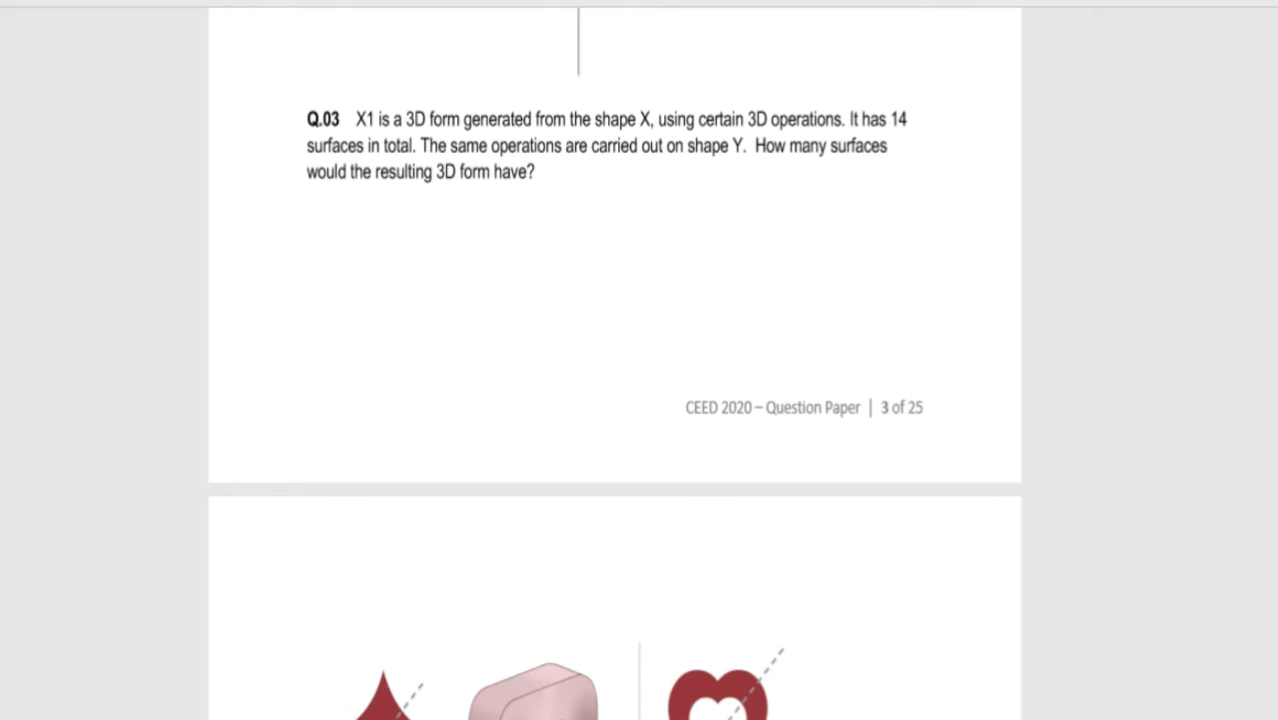 Q.03 X1 is a 3D form generated from the shape X, using certain 3D operations. It has 14
surfaces in total. The same operations are carried out on shape Y. How many surfaces
would the resulting 3D form have?
CEED 2020 – Question Paper | 3 of 25